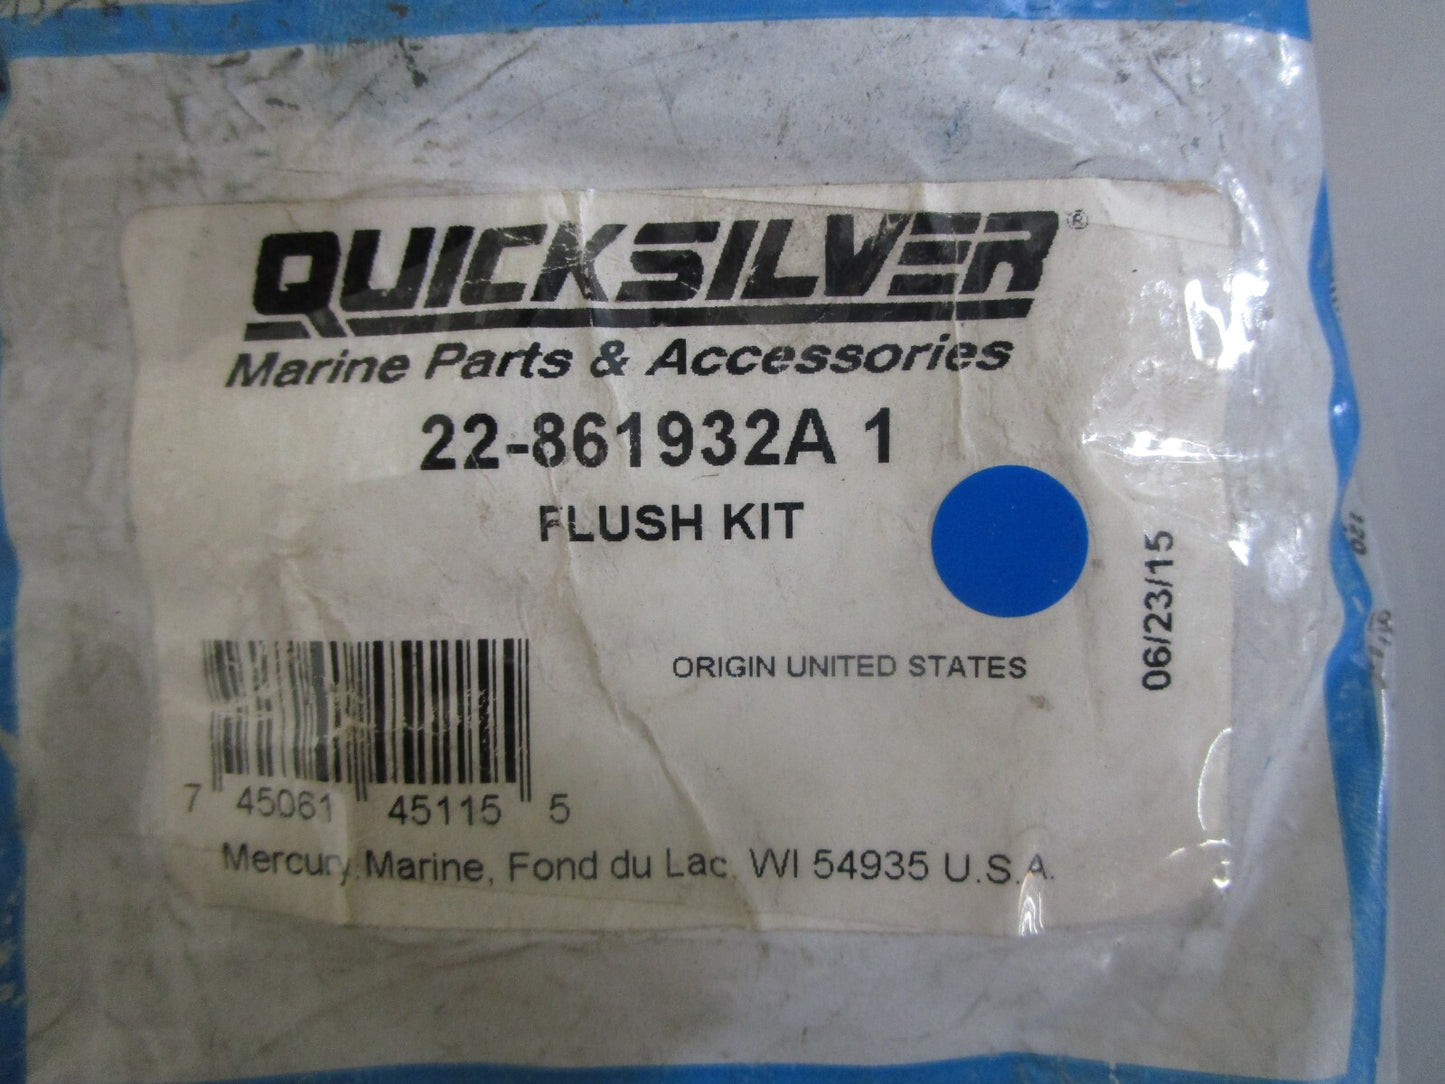 QUICKSILVER®
Marine Parts & Accessories
22-861932A 1
FLUSH KIT
06/23/15
ORIGIN UNITED STATES
7 45061 45115 5
Mercury Marine, Fond du Lac, WI 54935 U.S.A.